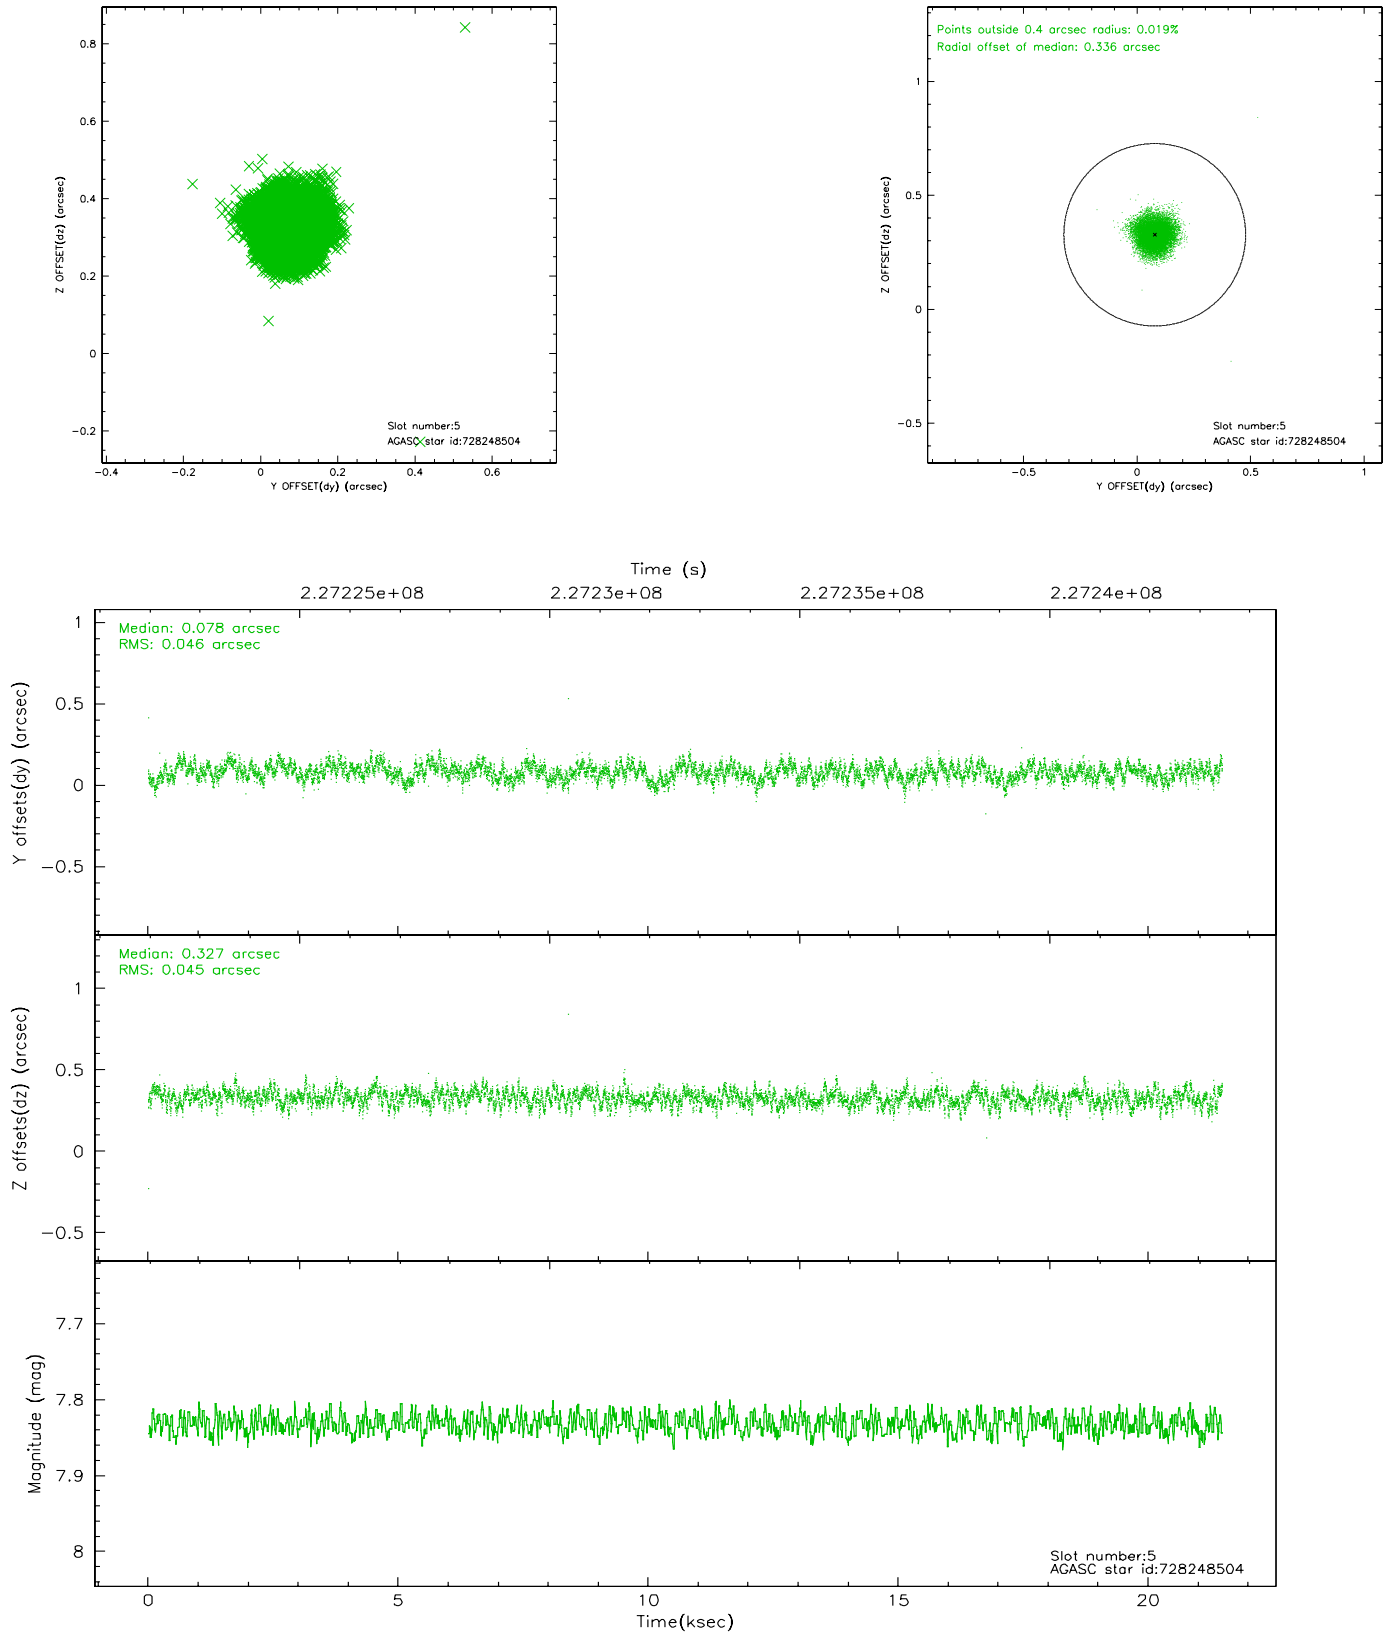 0.8
0.6
0.4
0.2
0
−0.2
Z OFFSET(dz) (arcsec)
Slot number:5
AGASC star id:728248504
−0.4 −0.2 0 0.2 0.4 0.6
Y OFFSET(dy) (arcsec)
Points outside 0.4 arcsec radius: 0.019%
Radial offset of median: 0.336 arcsec
1
0.5
0
−0.5
Z OFFSET(dz) (arcsec)
Slot number:5
AGASC star id:728248504
−0.5 0 0.5 1
Y OFFSET(dy) (arcsec)
Time (s)
2.27225e+08 2.2723e+08 2.27235e+08 2.2724e+08
Median: 0.078 arcsec
RMS: 0.046 arcsec
1
0.5
0
−0.5
Y offsets(dy) (arcsec)
Median: 0.327 arcsec
RMS: 0.045 arcsec
1
0.5
0
−0.5
Z offsets(dz) (arcsec)
7.7
7.8
7.9
8
Magnitude (mag)
Slot number:5
AGASC star id:728248504
0 5 10 15 20
Time(ksec)